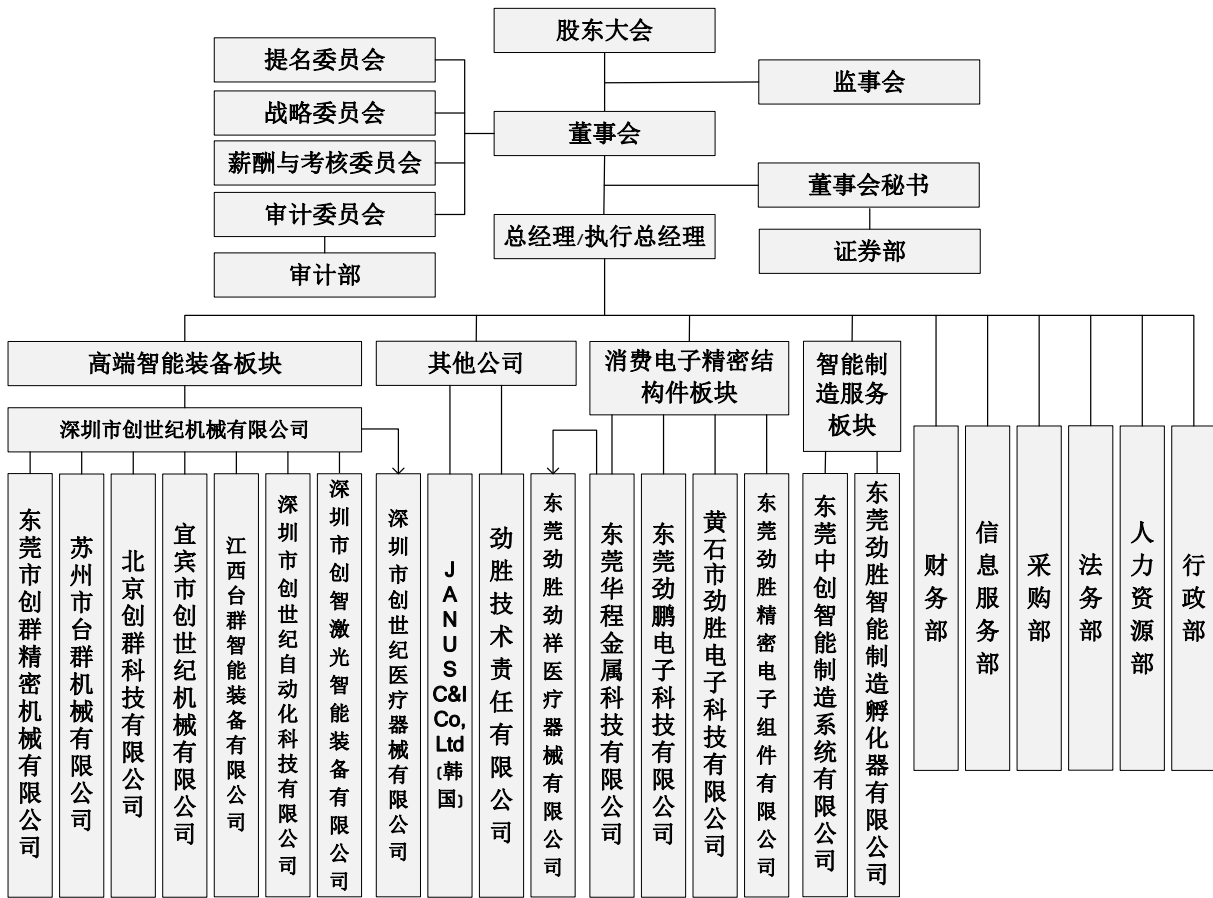 股东大会
提名委员会
监事会
战略委员会
董事会
薪酬与考核委员会
董事会秘书
审计委员会
总经理/执行总经理
证券部
审计部
高端智能装备板块
其他公司
消费电子精密结
构件板块
智能制
造服务
板块
深圳市创世纪机械有限公司
东莞市创群精密机械有限公司
苏州市台群机械有限公司
北京创群科技有限公司
宜宾市创世纪机械有限公司
江西台群智能装备有限公司
深圳市创世纪自动化科技有限公司
深圳市创智激光智能装备有限公司
深圳市创世纪医疗器械有限公司
JANUS
C&I
Co,
Ltd
(韩
国)
劲胜技术责任有限公司
东莞劲胜劲祥医疗器械有限公司
东莞华程金属科技有限公司
东莞劲鹏电子科技有限公司
黄石市劲胜电子科技有限公司
东莞劲胜精密电子组件有限公司
东莞中创智能制造系统有限公司
东莞劲胜智能制造孵化器有限公司
财务部
信息服务部
采购部
法务部
人力资源部
行政部